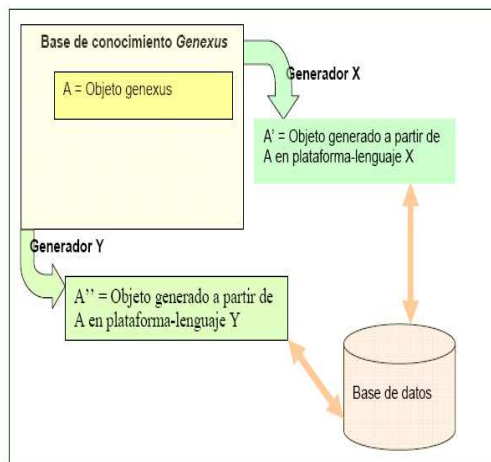 Base de conocimiento Genexus
A = Objeto genexus
Generador X
A' = Objeto generado a partir de
A en plataforma-lenguaje X
Generador Y
A'' = Objeto generado a partir de
A en plataforma-lenguaje Y
Base de datos